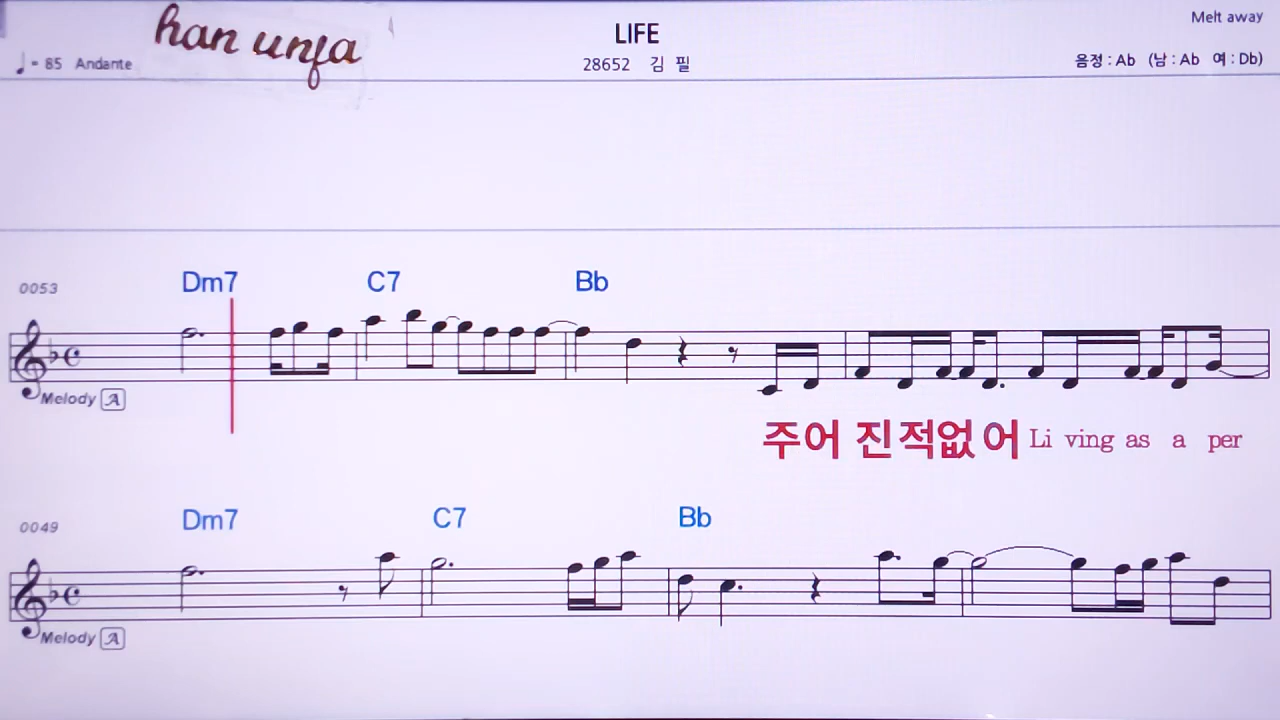 Melt away
han unfa
LIFE
♩= 85 Andante
28652 김 필
음정 : Ab (남 : Ab 여 : Db)
0053
Dm7 C7 Bb
Melody A
주어 진적없 어 Li ving as a per
0049
Dm7 C7 Bb
Melody A